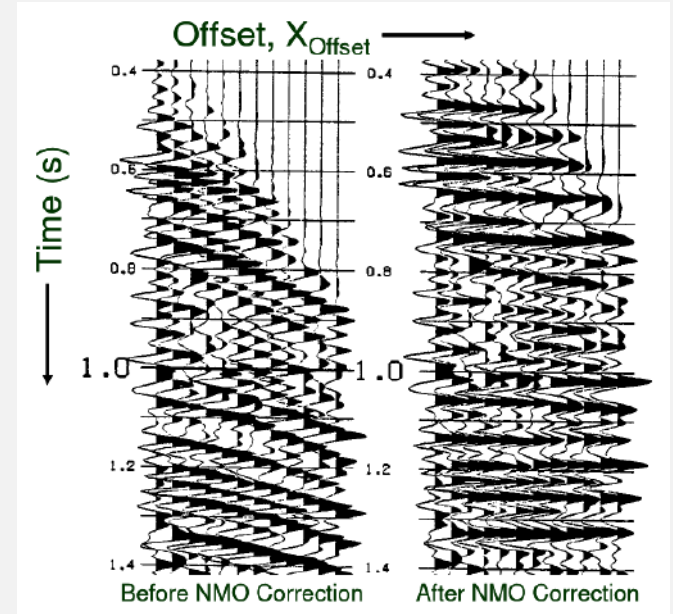 Offset, X_Offset
Time (s)
0.4 0.4
0.6 0.6
0.8 0.8
1.0 1.0
1.2 1.2
1.4 1.4
Before NMO Correction After NMO Correction